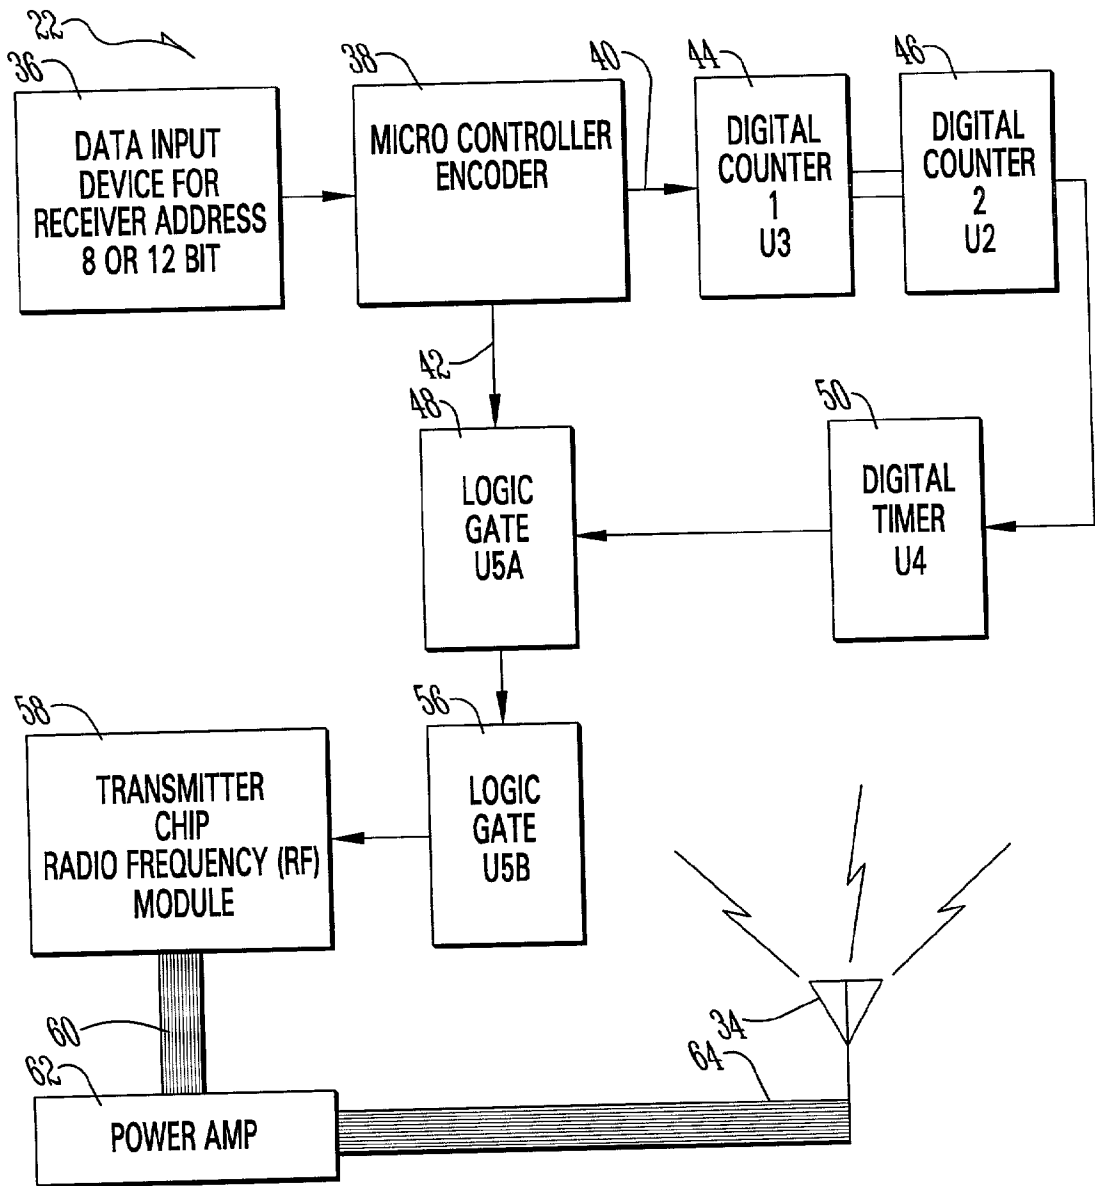 22
36
DATA INPUT
DEVICE FOR
RECEIVER ADDRESS
8 OR 12 BIT
38
MICRO CONTROLLER
ENCODER
40
44
DIGITAL
COUNTER
1
U3
46
DIGITAL
COUNTER
2
U2
42
48
LOGIC
GATE
U5A
50
DIGITAL
TIMER
U4
58
TRANSMITTER
CHIP
RADIO FREQUENCY (RF)
MODULE
56
LOGIC
GATE
U5B
60
62
POWER AMP
64
34